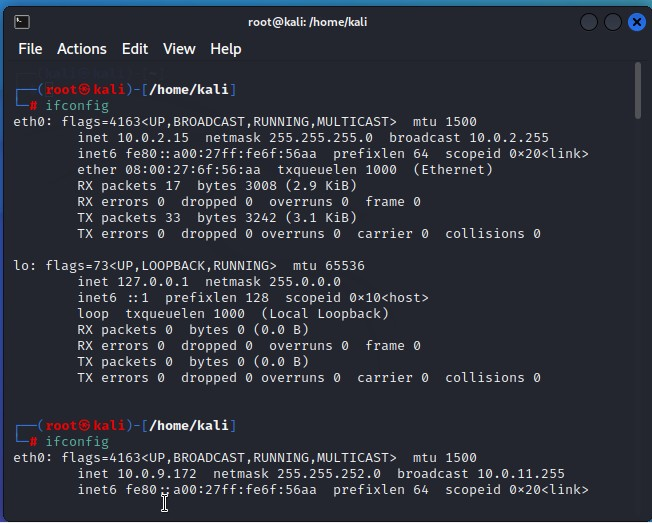 root@kali: /home/kali
File Actions Edit View Help
┌──(root㉿kali)-[/home/kali]
└─# ifconfig
eth0: flags=4163<UP,BROADCAST,RUNNING,MULTICAST>  mtu 1500
        inet 10.0.2.15  netmask 255.255.255.0  broadcast 10.0.2.255
        inet6 fe80::a00:27ff:fe6f:56aa  prefixlen 64  scopeid 0x20<link>
        ether 08:00:27:6f:56:aa  txqueuelen 1000  (Ethernet)
        RX packets 17  bytes 3008 (2.9 KiB)
        RX errors 0  dropped 0  overruns 0  frame 0
        TX packets 33  bytes 3242 (3.1 KiB)
        TX errors 0  dropped 0 overruns 0  carrier 0  collisions 0

lo: flags=73<UP,LOOPBACK,RUNNING>  mtu 65536
        inet 127.0.0.1  netmask 255.0.0.0
        inet6 ::1  prefixlen 128  scopeid 0x10<host>
        loop  txqueuelen 1000  (Local Loopback)
        RX packets 0  bytes 0 (0.0 B)
        RX errors 0  dropped 0  overruns 0  frame 0
        TX packets 0  bytes 0 (0.0 B)
        TX errors 0  dropped 0 overruns 0  carrier 0  collisions 0

┌──(root㉿kali)-[/home/kali]
└─# ifconfig
eth0: flags=4163<UP,BROADCAST,RUNNING,MULTICAST>  mtu 1500
        inet 10.0.9.172  netmask 255.255.252.0  broadcast 10.0.11.255
        inet6 fe80::a00:27ff:fe6f:56aa  prefixlen 64  scopeid 0x20<link>